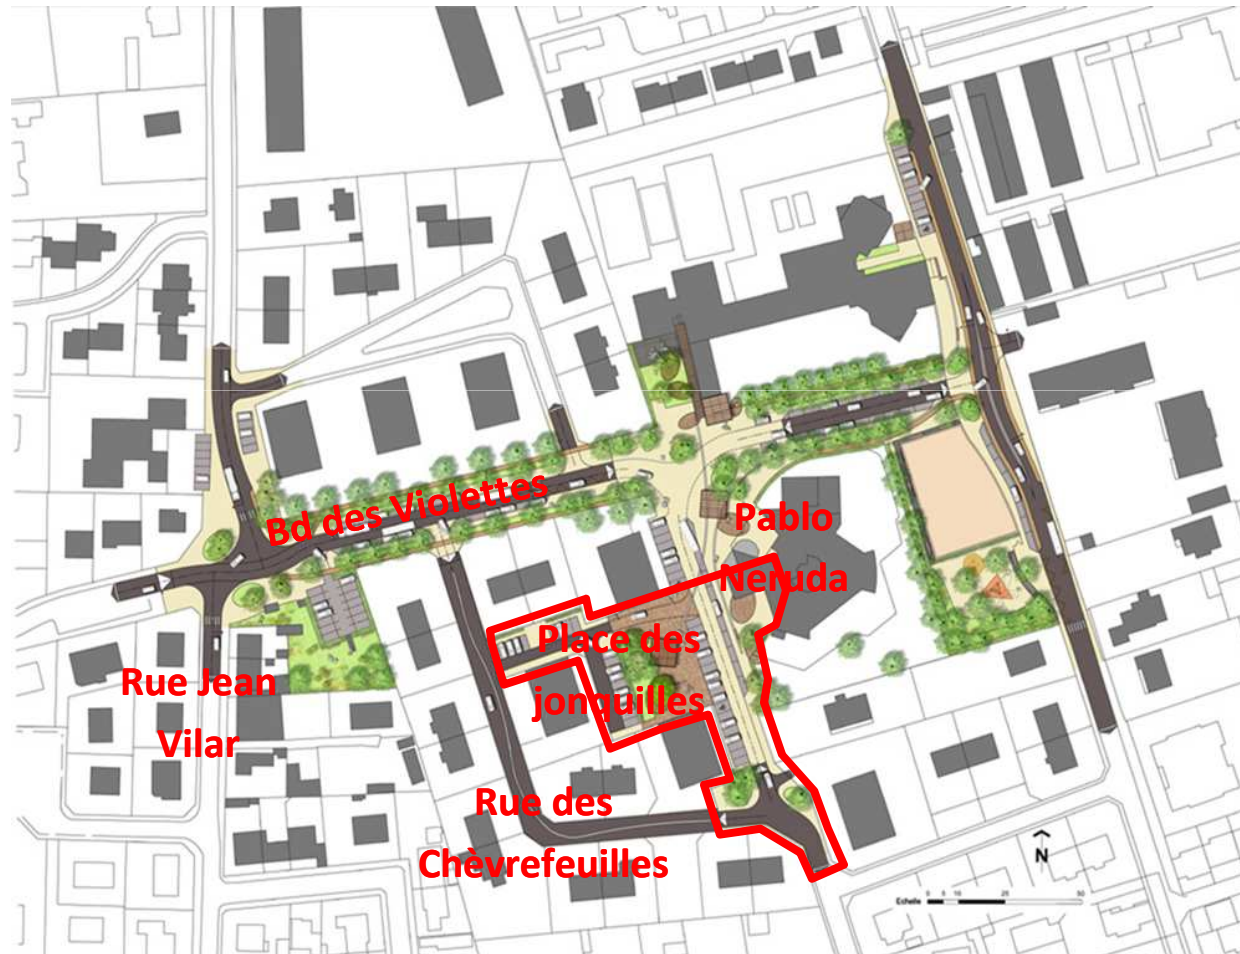 Bd des Violettes
Pablo
Neruda
Place des
jonquilles
Rue Jean
Vilar
Rue des
Chèvrefeuilles
N
Echelle